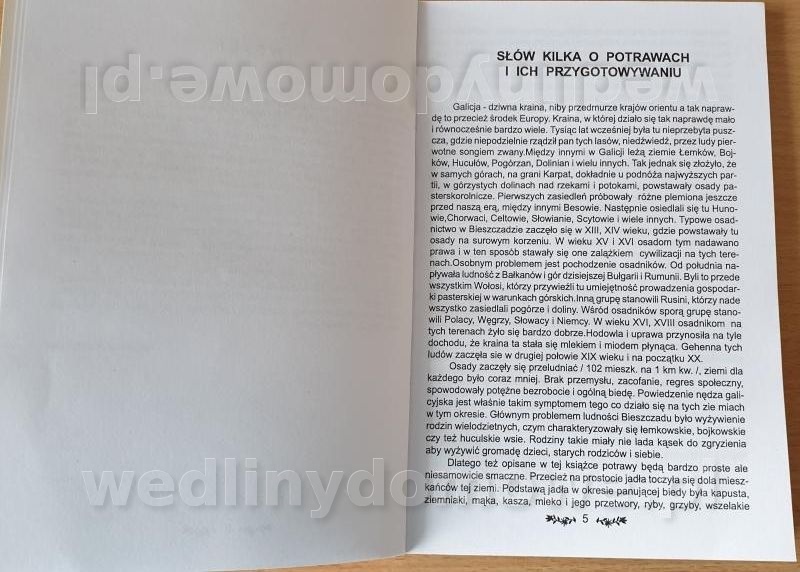 SŁÓW KILKA O POTRAWACH
I ICH PRZYGOTOWYWANIU
Galicja - dziwna kraina, niby przedmurze krajów orientu a tak napraw-
dę to przecież środek Europy. Kraina, w której działo się tak naprawdę mało
i równocześnie bardzo wiele. Tysiąc lat wcześniej była tu nieprzebyta pusz-
cza, gdzie niepodzielnie rządził pan tych lasów, niedźwiedź, przez ludy pier-
wotne songiem zwany.Między innymi w Galicji leżą ziemie Łemków, Boj-
ków, Hucułów, Pogórzan, Dolinian i wielu innych. Tak jednak się złożyło, że
w samych górach, na grani Karpat, dokładnie u podnóża najwyższych par-
tii, w górzystych dolinach nad rzekami i potokami, powstawały osady pa-
sterskorolnicze. Pierwszych zasiedleń próbowały różne plemiona jeszcze
przed naszą erą, między innymi Besowie. Następnie osiedlali się tu Huno-
wie,Chorwaci, Celtowie, Słowianie, Scytowie i wiele innych. Typowe osad-
nictwo w Bieszczadzie zaczęło się w XIII, XIV wieku, gdzie powstawały tu
osady na surowym korzeniu. W wieku XV i XVI osadom tym nadawano
prawa i w ten sposób stawały się one zalążkiem cywilizacji na tych tere-
nach.Osobnym problemem jest pochodzenie osadników. Od południa na-
pływała ludność z Bałkanów i gór dzisiejszej Bułgarii i Rumunii. Byli to przede
wszystkim Wołosi, którzy przywieźli tu umiejętność prowadzenia gospodar-
ki pasterskiej w warunkach górskich.Inną grupę stanowili Rusini, którzy nade
wszystko zasiedlali pogórze i doliny. Wśród osadników sporą grupę stano-
wili Polacy, Węgrzy, Słowacy i Niemcy. W wieku XVI, XVIII osadnikom na
tych terenach żyło się bardzo dobrze.Hodowla i uprawa przynosiła na tyle
dochodu, że kraina ta stała się mlekiem i miodem płynąca. Gehenna tych
ludów zaczęła sie w drugiej połowie XIX wieku i na początku XX.
Osady zaczęły się przeludniać / 102 mieszk. na 1 km kw. /, ziemi dla
każdego było coraz mniej. Brak przemysłu, zacofanie, regres społeczny,
spowodowały potężne bezrobocie i ogólną biedę. Powiedzenie nędza gali-
cyjska jest właśnie takim symptomem tego co działo się na tych zie miach
w tym okresie. Głównym problemem ludności Bieszczadu było wyżywienie
rodzin wielodzietnych, czym charakteryzowały się łemkowskie, bojkowskie
czy też huculskie wsie. Rodziny takie miały nie lada kąsek do zgryzienia
aby wyżywić gromadę dzieci, starych rodziców i siebie.
Dlatego też opisane w tej książce potrawy będą bardzo proste ale
niesamowicie smaczne. Przecież na prostocie jadła toczyła się dola miesz-
kańców tej ziemi. Podstawą jadła w okresie panującej biedy była kapusta,
ziemniaki, mąka, kasza, mleko i jego przetwory, ryby, grzyby, wszelakie
5
wedlinydomowe.pl
wedlinydomowe.pl